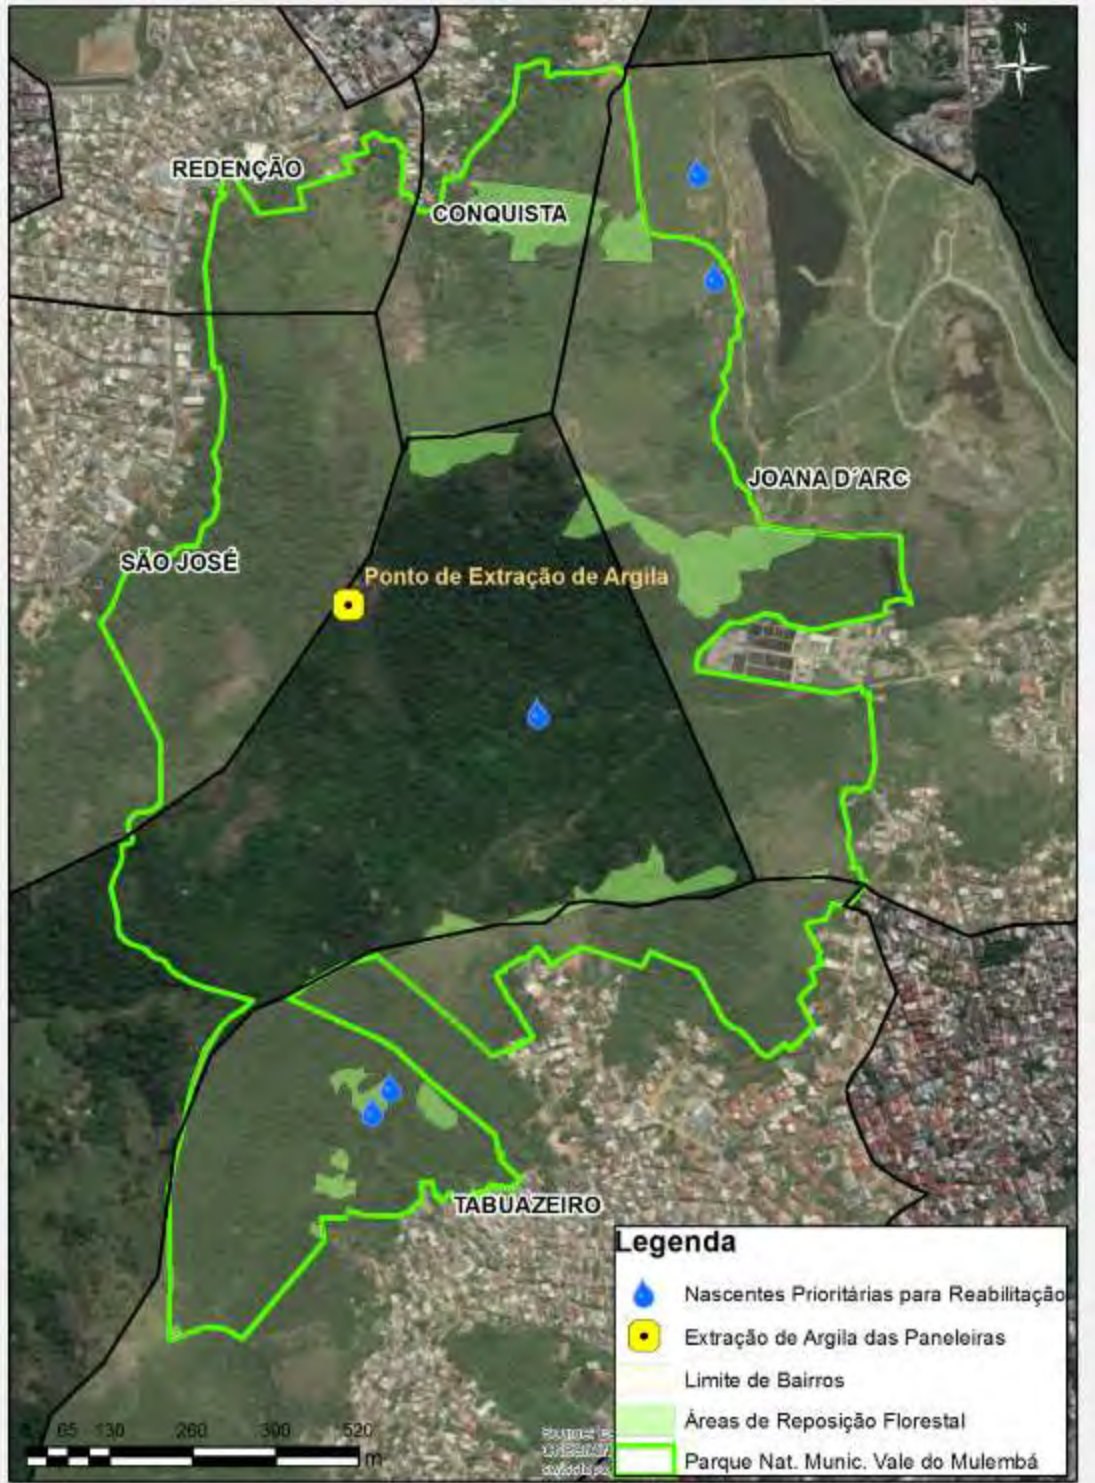 N
REDENÇÃO
CONQUISTA
JOANA D´ARC
SÃO JOSÉ
Ponto de Extração de Argila
TABUAZEIRO
Legenda
Nascentes Prioritárias para Reabilitação
Extração de Argila das Paneleiras
Limite de Bairros
Áreas de Reposição Florestal
Parque Nat. Munic. Vale do Mulembá
65 130 260 300 520
m